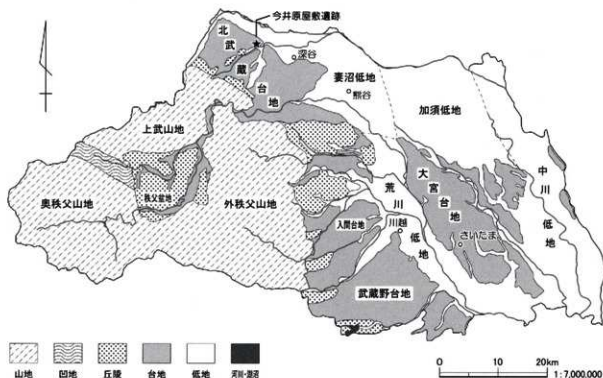 今井原屋敷遺跡
北武蔵台地
深谷
妻沼低地
熊谷
加須低地
上武山地
中川低地
大宮台地
荒川低地
奥秩父山地
秩父盆地
外秩父山地
入間台地
川越
さいたま
武蔵野台地
山地
凹地
丘陵
台地
低地
河川・湖沼
0 10 20km
1:7,000,000